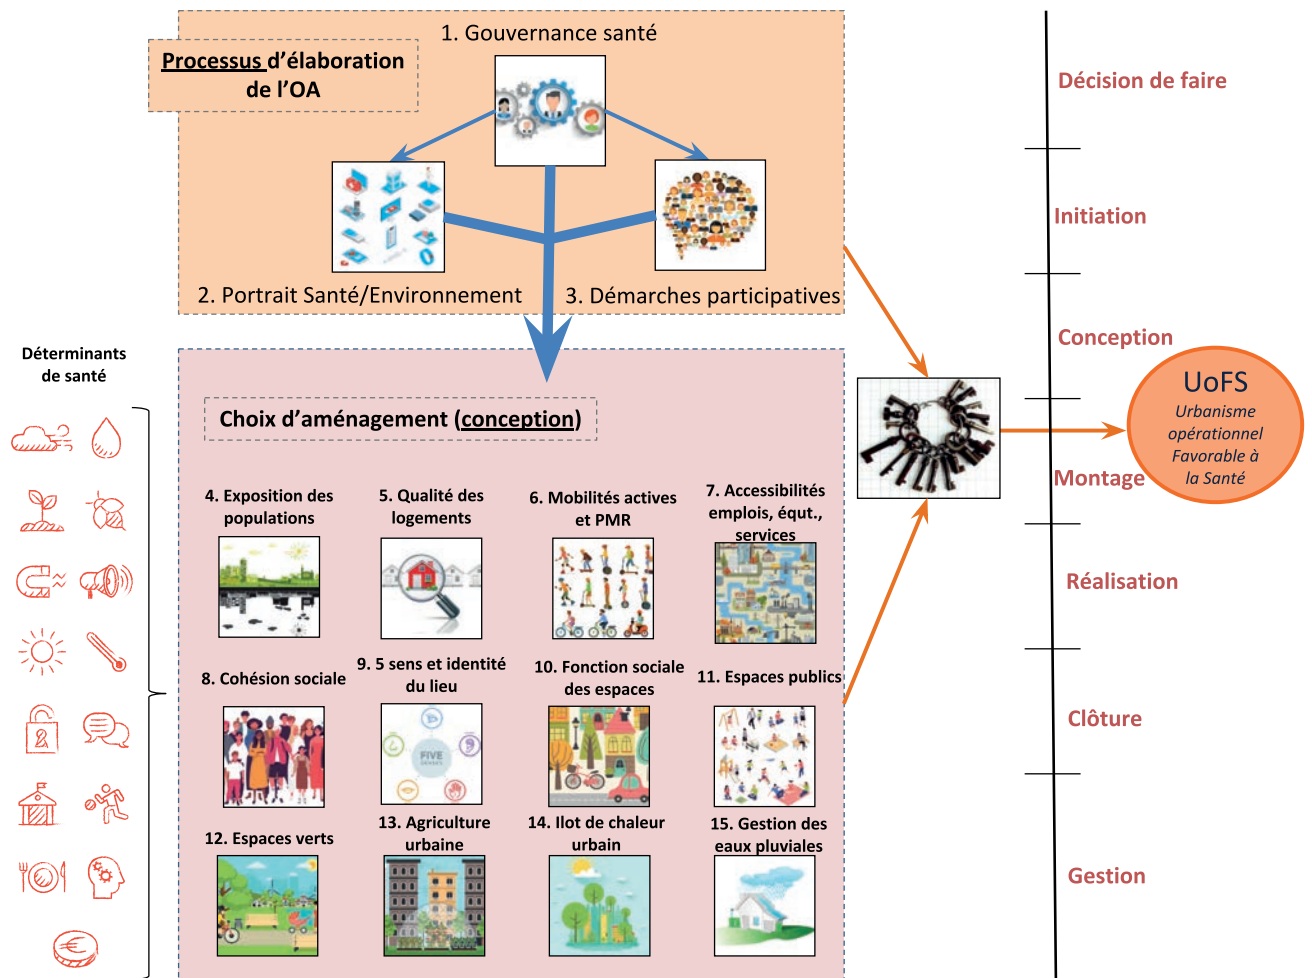 1. Gouvernance santé
Processus d'élaboration
de l'OA
2. Portrait Santé/Environnement
3. Démarches participatives
Déterminants
de santé
Choix d'aménagement (conception)
4. Exposition des
populations
5. Qualité des
logements
6. Mobilités actives
et PMR
7. Accessibilités
emplois, équt.,
services
8. Cohésion sociale
9. 5 sens et identité
du lieu
10. Fonction sociale
des espaces
11. Espaces publics
FIVE
SENSES
12. Espaces verts
13. Agriculture
urbaine
14. Ilot de chaleur
urbain
15. Gestion des
eaux pluviales
Décision de faire
Initiation
Conception
Montage
Réalisation
Clôture
Gestion
UoFS
Urbanisme
opérationnel
Favorable à
la Santé